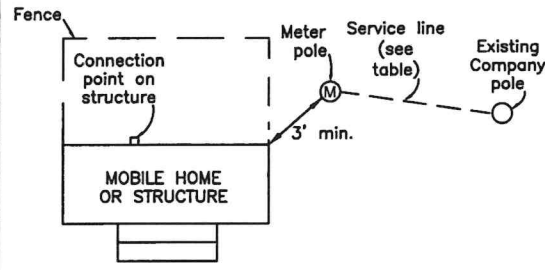 Fence
Connection
point on
structure
Meter
pole
Service line
(see
table)
Existing
Company
pole
M
3' min.
MOBILE HOME
OR STRUCTURE